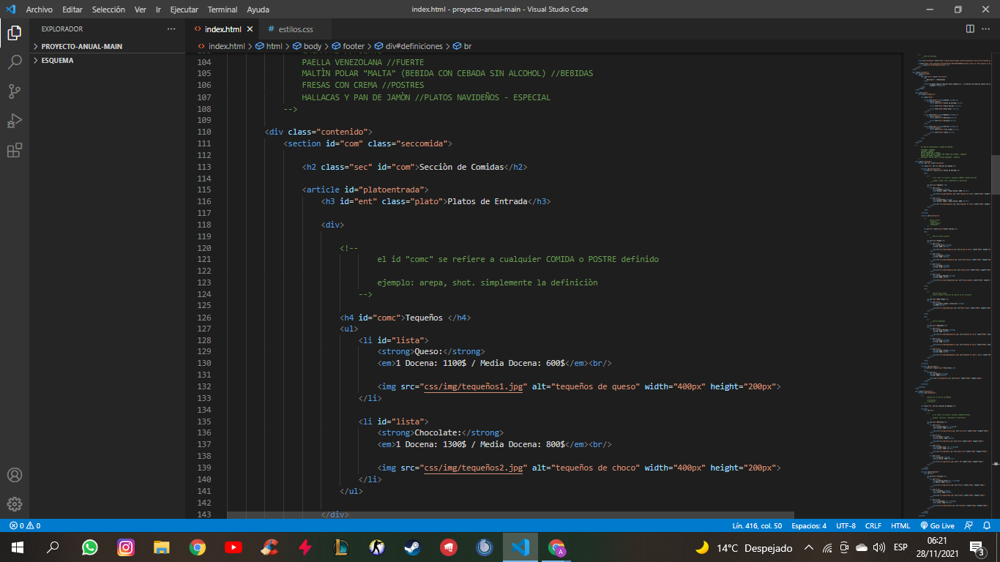 Archivo Editar Selección Ver Ir Ejecutar Terminal Ayuda
index.html - proyecto-anual-main - Visual Studio Code
EXPLORADOR
index.html
estilos.css
PROYECTO-ANUAL-MAIN
index.html > html > body > footer > div#definiciones > br
ESQUEMA
104 PAELLA VENEZOLANA //FUERTE
105 MALTÌN POLAR "MALTA" (BEBIDA CON CEBADA SIN ALCOHOL) //BEBIDAS
106 FRESAS CON CREMA //POSTRES
107 HALLACAS Y PAN DE JAMÒN //PLATOS NAVIDEÑOS - ESPECIAL
108 -->
109
110 <div class="contenido">
111 <section id="com" class="seccomida">
112
113 <h2 class="sec" id="com">Secciòn de Comidas</h2>
114
115 <article id="platoentrada">
116 <h3 id="ent" class="plato">Platos de Entrada</h3>
117
118 <div>
119
120 <!--
121 el id "comc" se refiere a cualquier COMIDA o POSTRE definido
122
123 ejemplo: arepa, shot. simplemente la definiciòn
124 -->
125
126 <h4 id="comc">Tequeños </h4>
127 <ul>
128 <li id="lista">
129 <strong>Queso:</strong>
130 <em>1 Docena: 1100$ / Media Docena: 600$</em><br/>
131
132 <img src="css/img/tequeños1.jpg" alt="tequeños de queso" width="400px" height="200px">
133 </li>
134
135 <li id="lista">
136 <strong>Chocolate:</strong>
137 <em>1 Docena: 1300$ / Media Docena: 800$</em><br/>
138
139 <img src="css/img/tequeños2.jpg" alt="tequeños de choco" width="400px" height="200px">
140 </li>
141 </ul>
142
143 </div>
0 0
Lín. 416, col. 50 Espacios: 4 UTF-8 CRLF HTML Go Live
14°C Despejado
ESP
06:21
28/11/2021
3
A